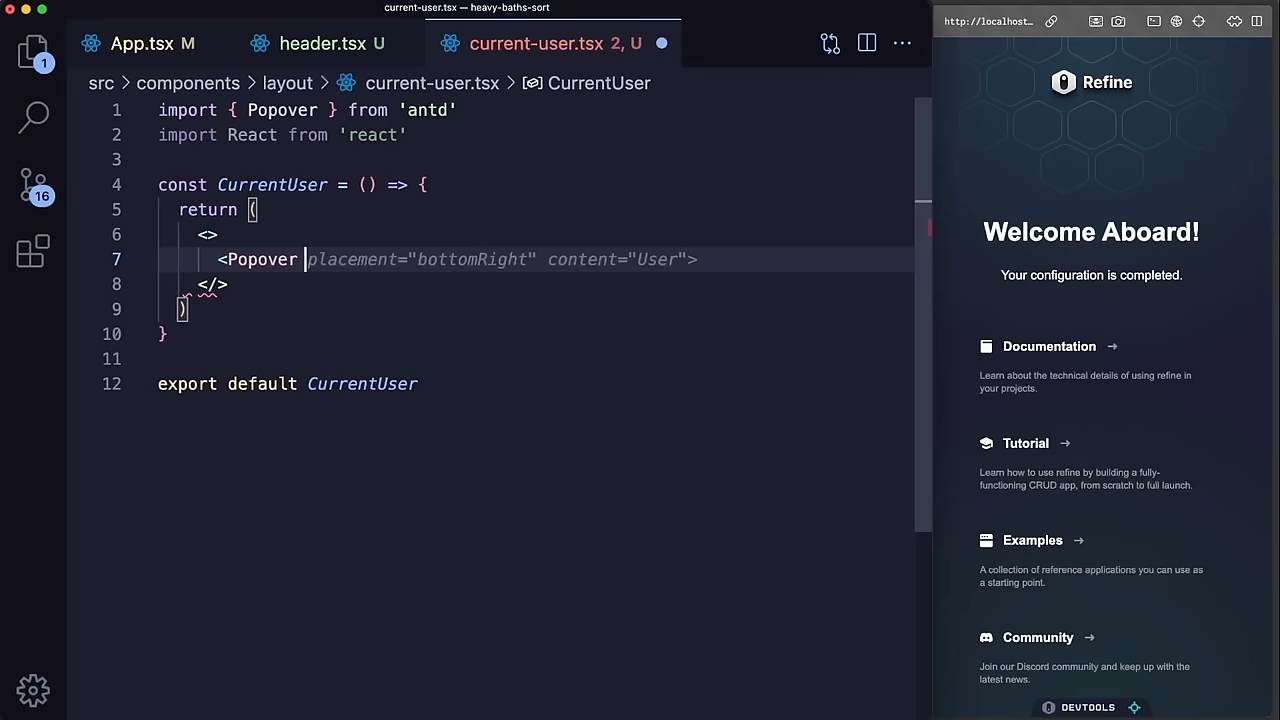 current-user.tsx — heavy-baths-sort
App.tsx M
header.tsx U
current-user.tsx 2, U
src > components > layout > current-user.tsx > CurrentUser
1 import { Popover } from 'antd'
2 import React from 'react'
3
4 const CurrentUser = () => {
5 return (
6 <>
7 <Popover placement="bottomRight" content="User">
8 </>
9 )
10 }
11
12 export default CurrentUser
1
16
http://localhost...
Refine
Welcome Aboard!
Your configuration is completed.
Documentation →
Learn about the technical details of using refine in
your projects.
Tutorial →
Learn how to use refine by building a fully-
functioning CRUD app, from scratch to full launch.
Examples →
A collection of reference applications you can use as
a starting point.
Community →
Join our Discord community and keep up with the
latest news.
DEVTOOLS